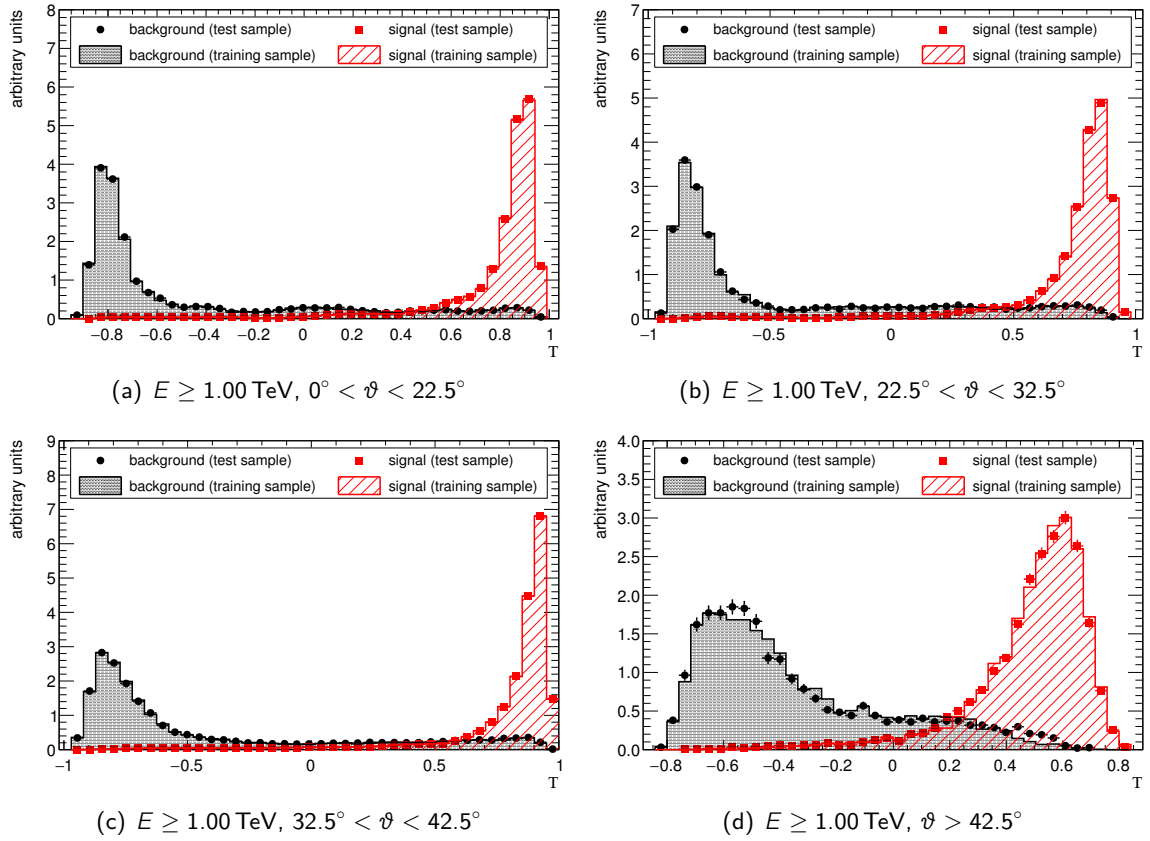 arbitrary units
8
7
6
5
4
3
2
1
0
background (test sample)
signal (test sample)
background (training sample)
signal (training sample)
−0.8 −0.6 −0.4 −0.2 0 0.2 0.4 0.6 0.8 1
T
(a) E ≥ 1.00 TeV, 0° < ϑ < 22.5°
arbitrary units
7
6
5
4
3
2
1
0
background (test sample)
signal (test sample)
background (training sample)
signal (training sample)
−1 −0.5 0 0.5 1
T
(b) E ≥ 1.00 TeV, 22.5° < ϑ < 32.5°
arbitrary units
9
8
7
6
5
4
3
2
1
0
background (test sample)
signal (test sample)
background (training sample)
signal (training sample)
−1 −0.5 0 0.5 1
T
(c) E ≥ 1.00 TeV, 32.5° < ϑ < 42.5°
arbitrary units
4.0
3.5
3.0
2.5
2.0
1.5
1.0
0.5
0.0
background (test sample)
signal (test sample)
background (training sample)
signal (training sample)
−0.8 −0.6 −0.4 −0.2 0 0.2 0.4 0.6 0.8
T
(d) E ≥ 1.00 TeV, ϑ > 42.5°